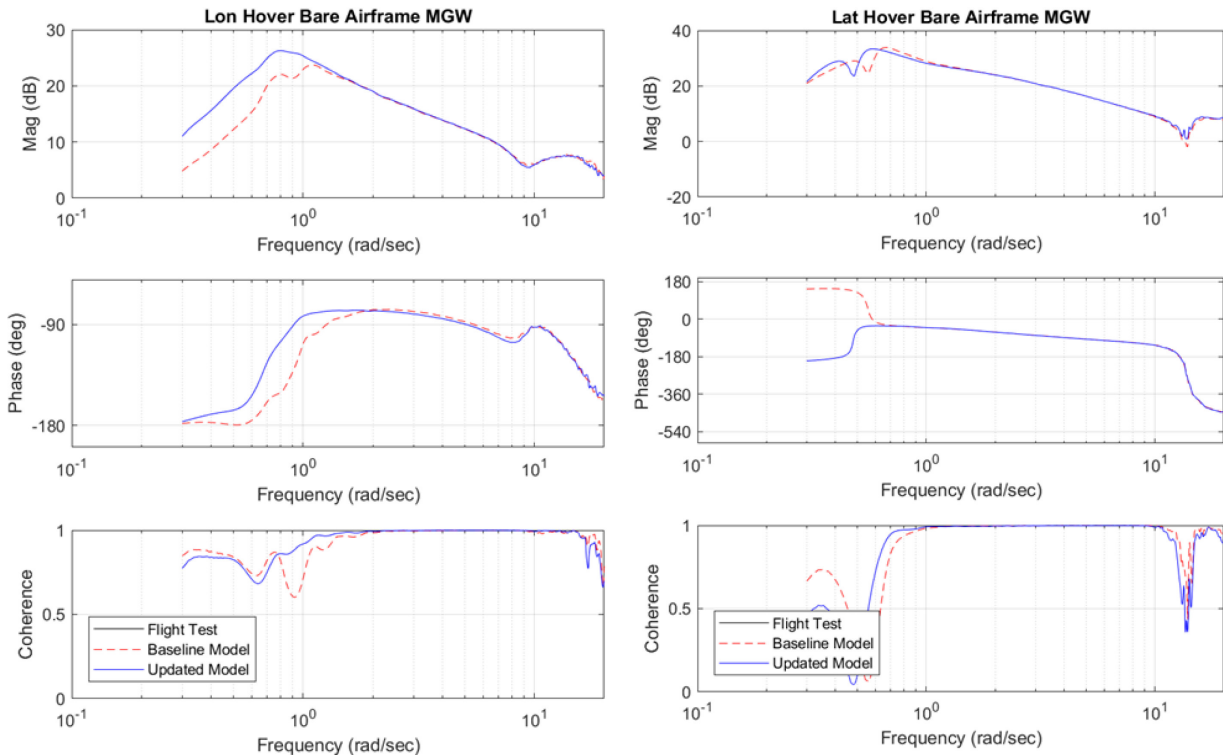 Lon Hover Bare Airframe MGW
30
20
10
0
Mag (dB)
10^-1
10^0
10^1
Frequency (rad/sec)
-90
-180
Phase (deg)
10^-1
10^0
10^1
Frequency (rad/sec)
1
0.5
0
Coherence
Flight Test
Baseline Model
Updated Model
10^-1
10^0
10^1
Frequency (rad/sec)
Lat Hover Bare Airframe MGW
40
20
0
-20
Mag (dB)
10^-1
10^0
10^1
Frequency (rad/sec)
180
0
-180
-360
-540
Phase (deg)
10^-1
10^0
10^1
Frequency (rad/sec)
1
0.5
0
Coherence
Flight Test
Baseline Model
Updated Model
10^-1
10^0
10^1
Frequency (rad/sec)